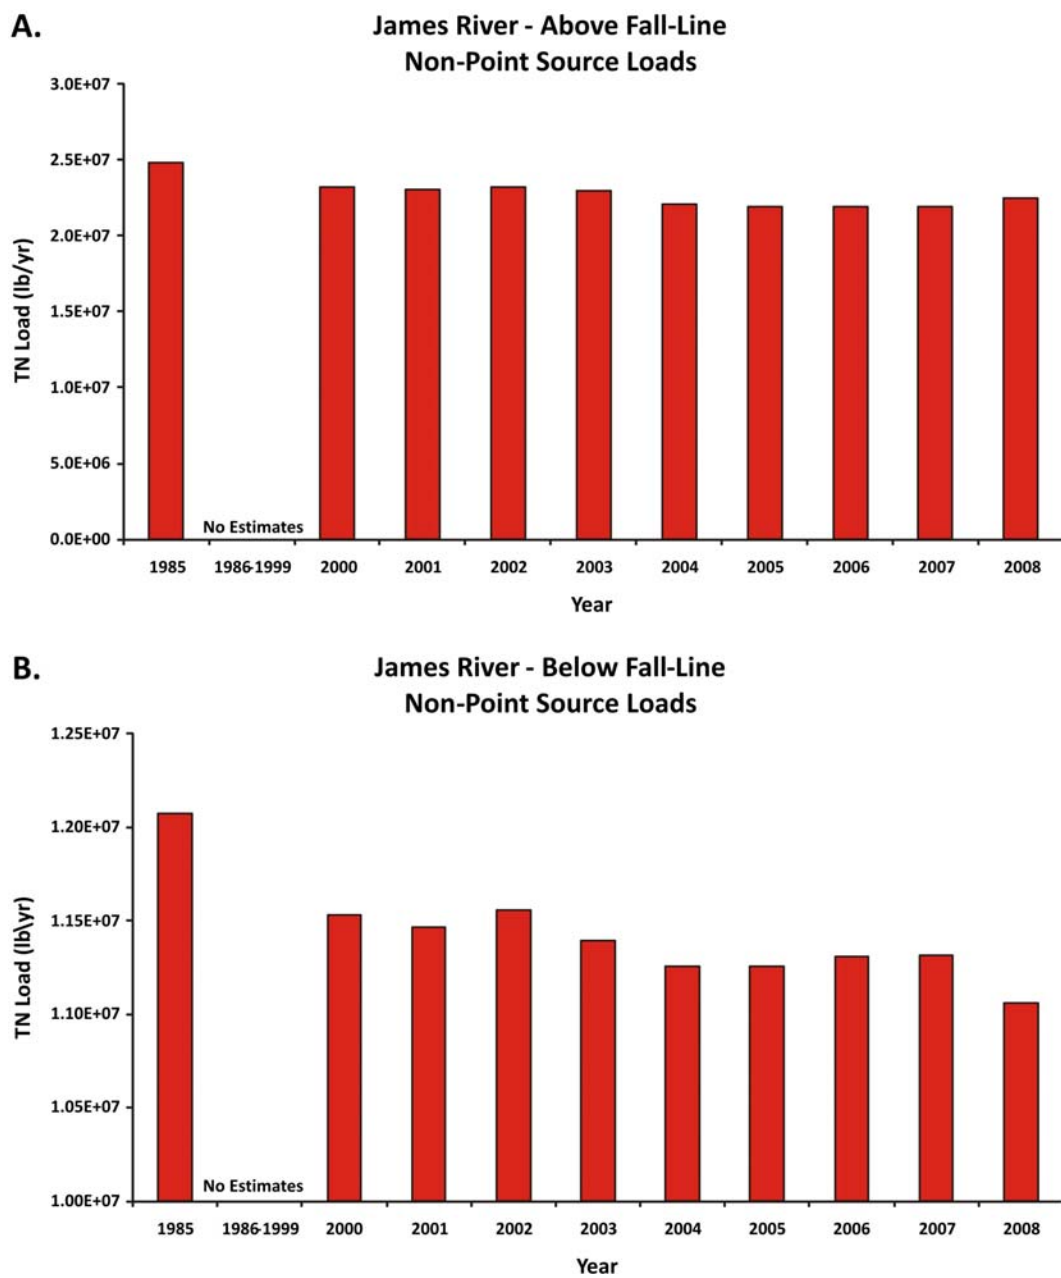 A.
James River - Above Fall-Line
Non-Point Source Loads
3.0E+07
2.5E+07
2.0E+07
1.5E+07
1.0E+07
5.0E+06
0.0E+00
TN Load (lb/yr)
No Estimates
1985 1986-1999 2000 2001 2002 2003 2004 2005 2006 2007 2008
Year
B.
James River - Below Fall-Line
Non-Point Source Loads
1.25E+07
1.20E+07
1.15E+07
1.10E+07
1.05E+07
1.00E+07
TN Load (lb\yr)
No Estimates
1985 1986-1999 2000 2001 2002 2003 2004 2005 2006 2007 2008
Year